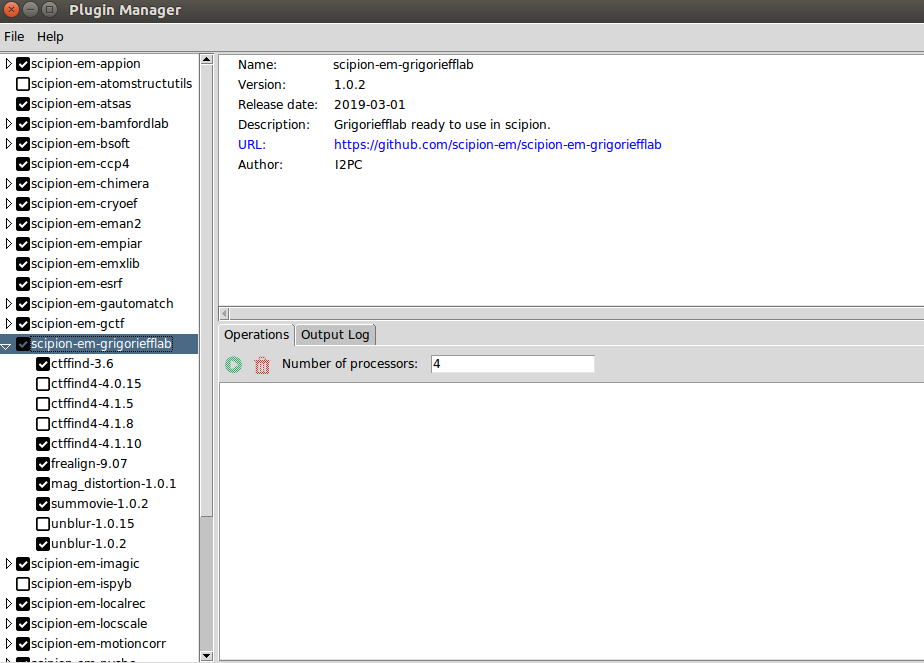 Plugin Manager
File Help
scipion-em-appion
scipion-em-atomstructutils
scipion-em-atsas
scipion-em-bamfordlab
scipion-em-bsoft
scipion-em-ccp4
scipion-em-chimera
scipion-em-cryoef
scipion-em-eman2
scipion-em-empiar
scipion-em-emxlib
scipion-em-esrf
scipion-em-gautomatch
scipion-em-gctf
scipion-em-grigoriefflab
ctffind-3.6
ctffind4-4.0.15
ctffind4-4.1.5
ctffind4-4.1.8
ctffind4-4.1.10
frealign-9.07
mag_distortion-1.0.1
summovie-1.0.2
unblur-1.0.15
unblur-1.0.2
scipion-em-imagic
scipion-em-ispyb
scipion-em-localrec
scipion-em-locscale
scipion-em-motioncorr
Name: scipion-em-grigoriefflab
Version: 1.0.2
Release date: 2019-03-01
Description: Grigoriefflab ready to use in scipion.
URL: https://github.com/scipion-em/scipion-em-grigoriefflab
Author: I2PC
Operations Output Log
Number of processors: 4